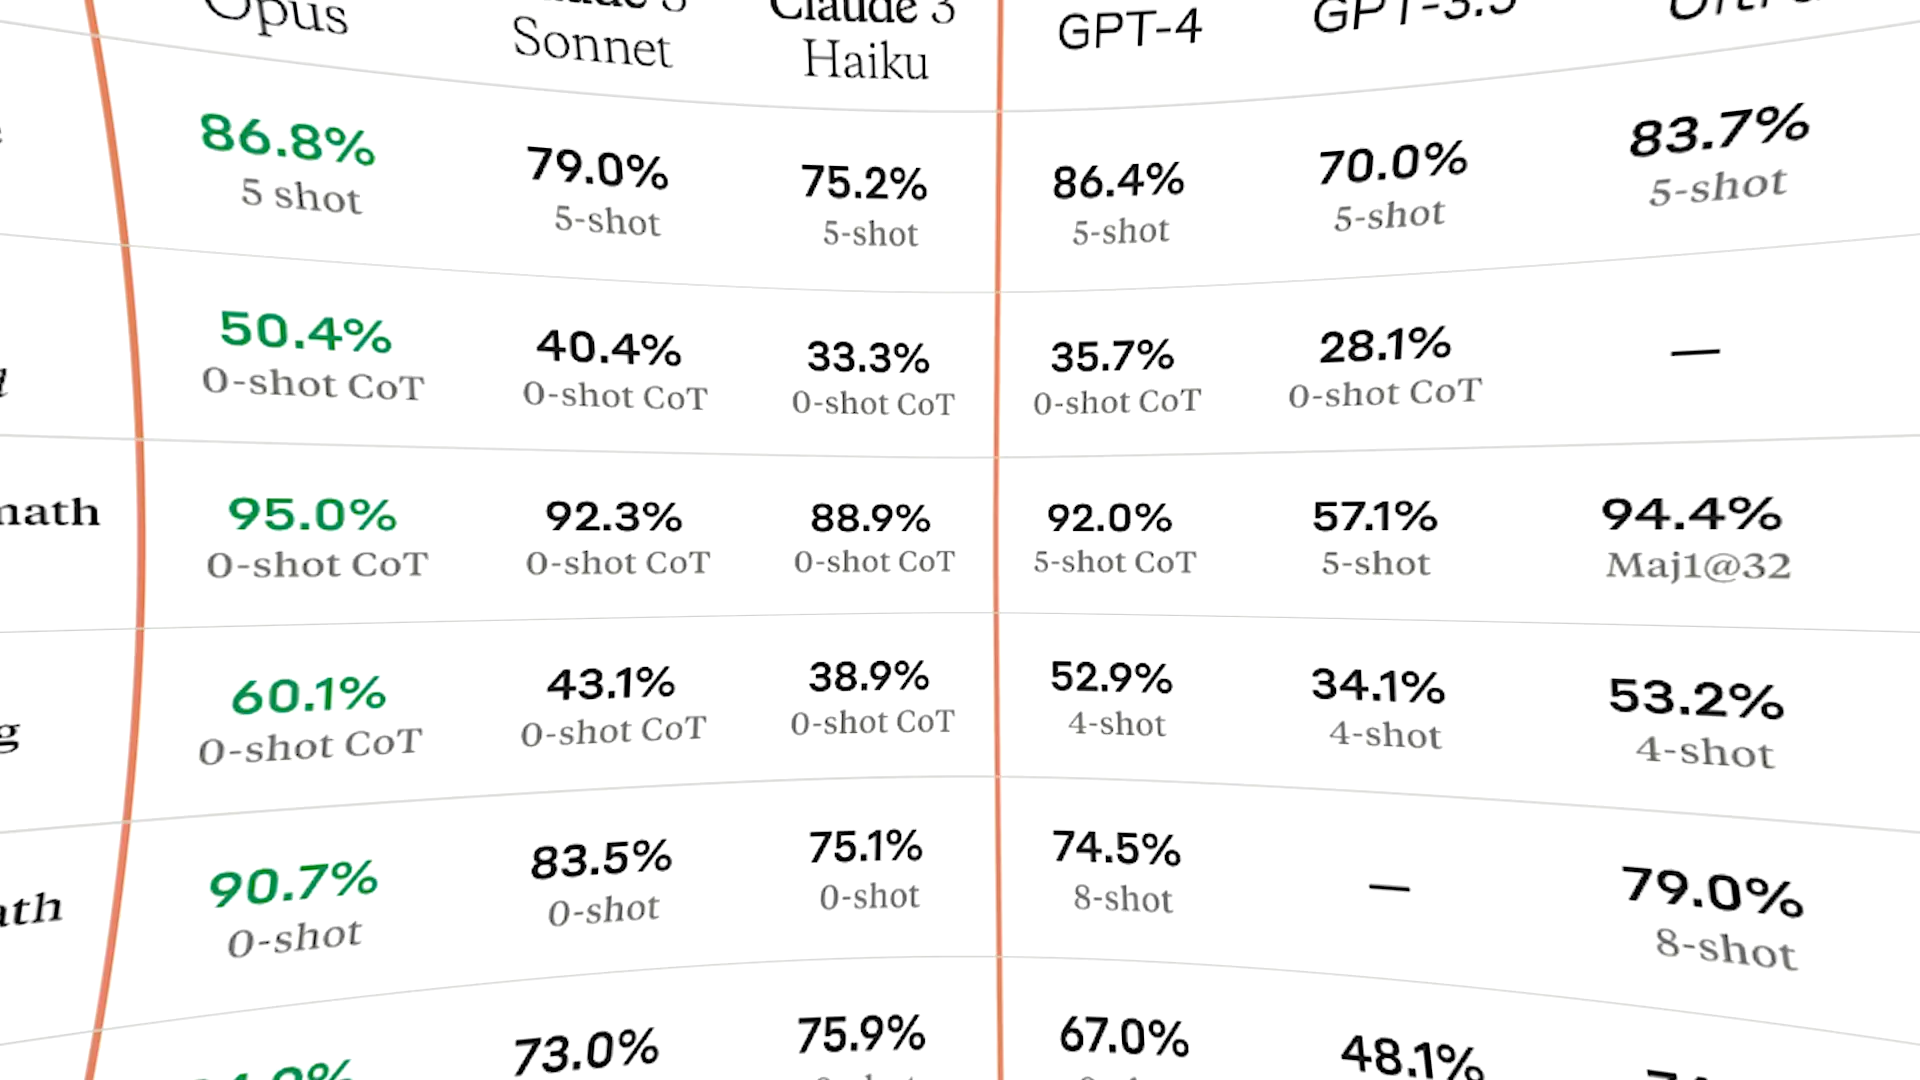 Opus
Sonnet
Claude 3
Haiku
GPT-4
GPT-3.5
86.8% 79.0% 75.2% 86.4% 70.0% 83.7%
5 shot 5-shot 5-shot 5-shot 5-shot 5-shot
50.4% 40.4% 33.3% 35.7% 28.1% —
0-shot CoT 0-shot CoT 0-shot CoT 0-shot CoT 0-shot CoT
95.0% 92.3% 88.9% 92.0% 57.1% 94.4%
0-shot CoT 0-shot CoT 0-shot CoT 5-shot CoT 5-shot Maj1@32
60.1% 43.1% 38.9% 52.9% 34.1% 53.2%
0-shot CoT 0-shot CoT 0-shot CoT 4-shot 4-shot 4-shot
90.7% 83.5% 75.1% 74.5% — 79.0%
0-shot 0-shot 0-shot 8-shot 8-shot
73.0% 75.9% 67.0% 48.1%